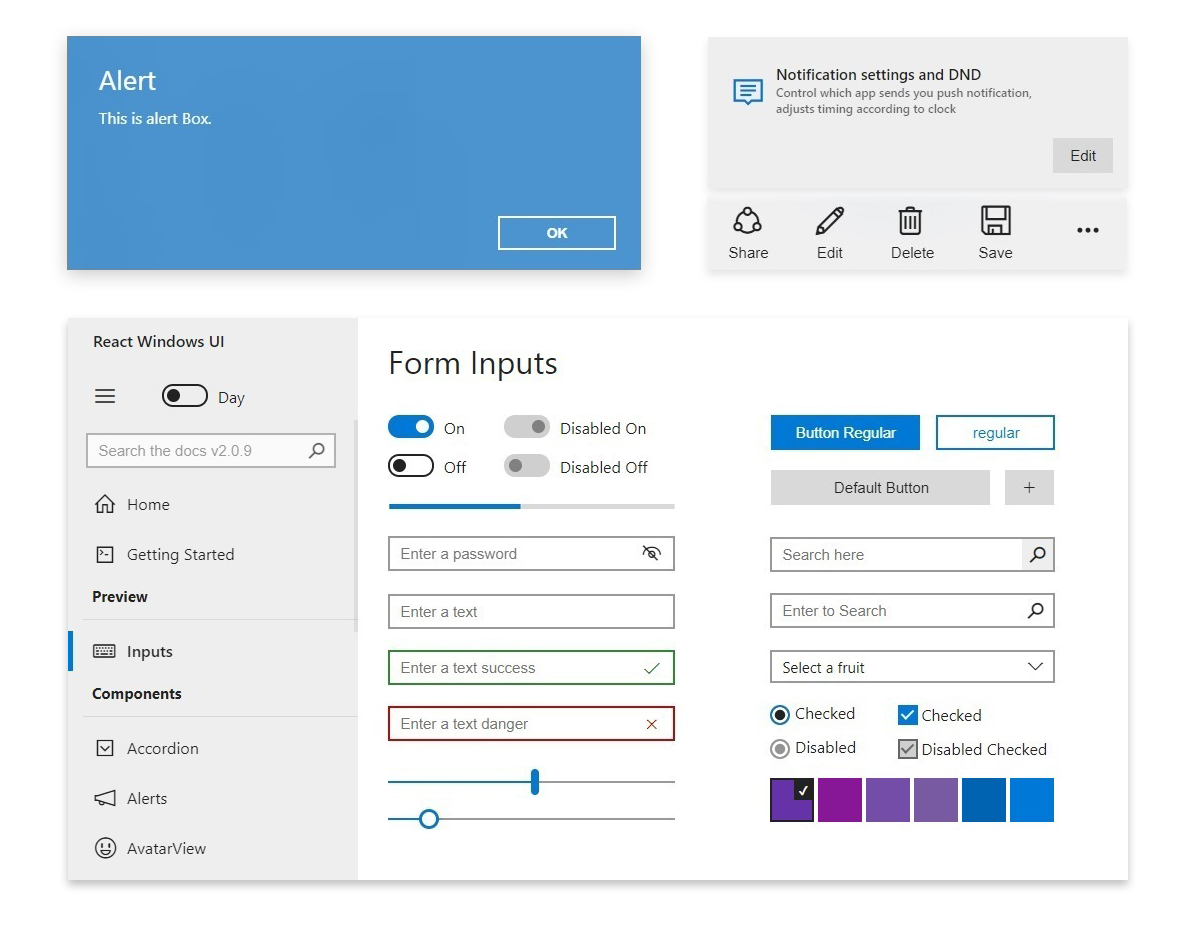 Alert
This is alert Box.
OK
Notification settings and DND
Control which app sends you push notification,
adjusts timing according to clock
Edit
Share
Edit
Delete
Save
React Windows UI
Day
Search the docs v2.0.9
Home
Getting Started
Preview
Inputs
Components
Accordion
Alerts
AvatarView
Form Inputs
On
Disabled On
Off
Disabled Off
Enter a password
Enter a text
Enter a text success
Enter a text danger
Button Regular
regular
Default Button
+
Search here
Enter to Search
Select a fruit
Checked
Checked
Disabled
Disabled Checked